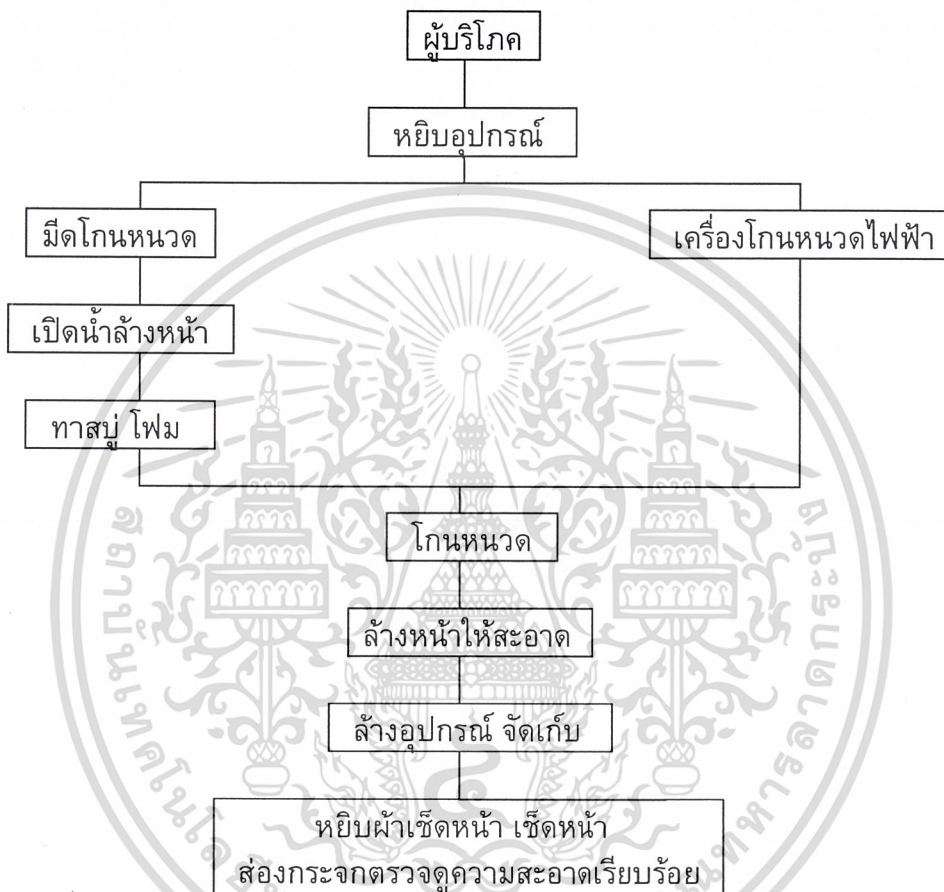 ผู้บริโภค
หยิบอุปกรณ์
มีดโกนหนวด
เครื่องโกนหนวดไฟฟ้า
เปิดน้ำล้างหน้า
ทาสบู่ โฟม
โกนหนวด
ล้างหน้าให้สะอาด
ล้างอุปกรณ์ จัดเก็บ
หยิบผ้าเช็ดหน้า เช็ดหน้า
ส่องกระจกตรวจดูความสะอาดเรียบร้อย